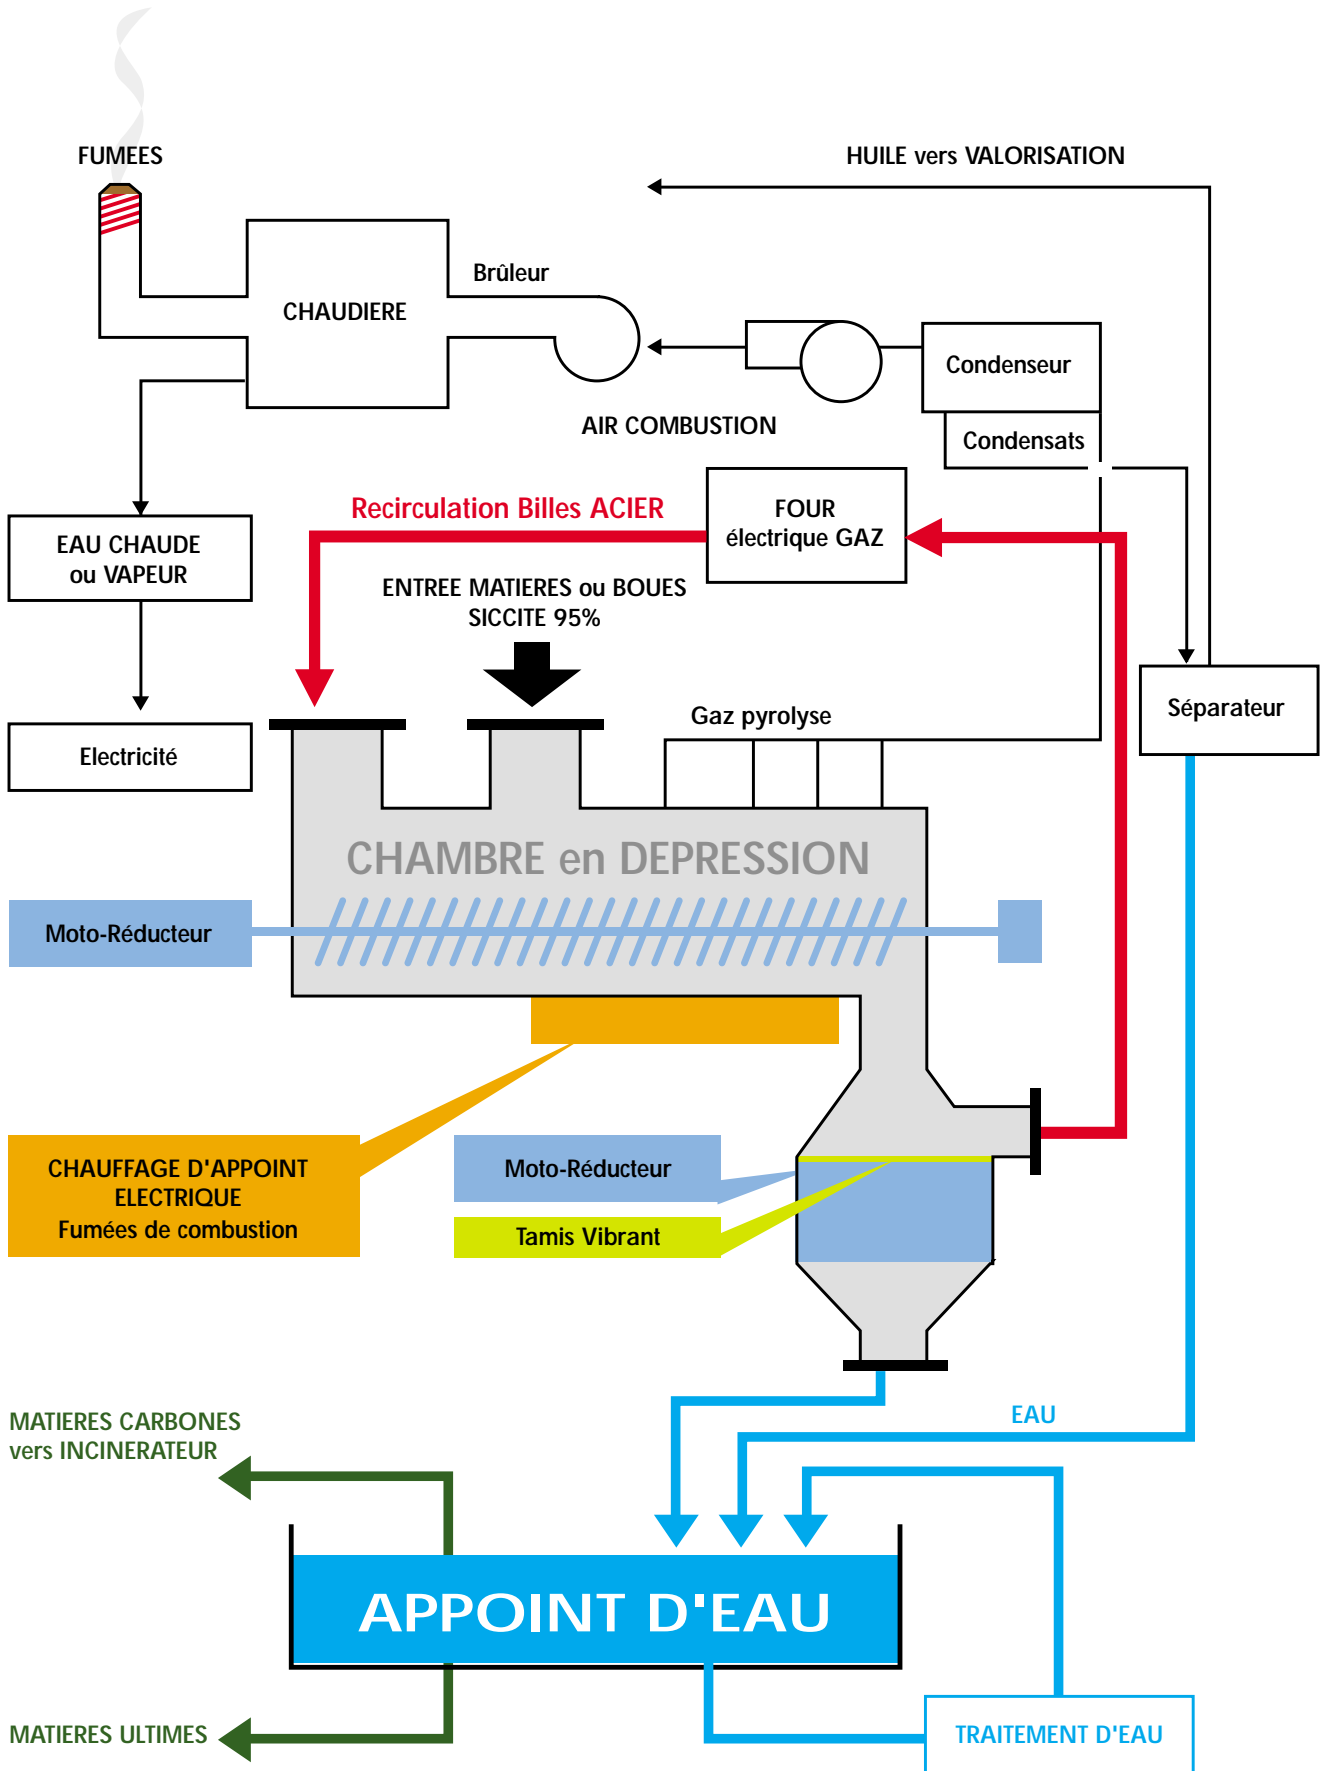 FUMEES
HUILE vers VALORISATION
Brûleur
CHAUDIERE
Condenseur
AIR COMBUSTION
Condensats
Recirculation Billes ACIER
FOUR
électrique GAZ
EAU CHAUDE
ou VAPEUR
ENTREE MATIERES ou BOUES
SICCITE 95%
Gaz pyrolyse
Séparateur
Electricité
CHAMBRE en DEPRESSION
Moto-Réducteur
CHAUFFAGE D'APPOINT
ELECTRIQUE
Fumées de combustion
Moto-Réducteur
Tamis Vibrant
MATIERES CARBONES
vers INCINERATEUR
EAU
APPOINT D'EAU
MATIERES ULTIMES
TRAITEMENT D'EAU